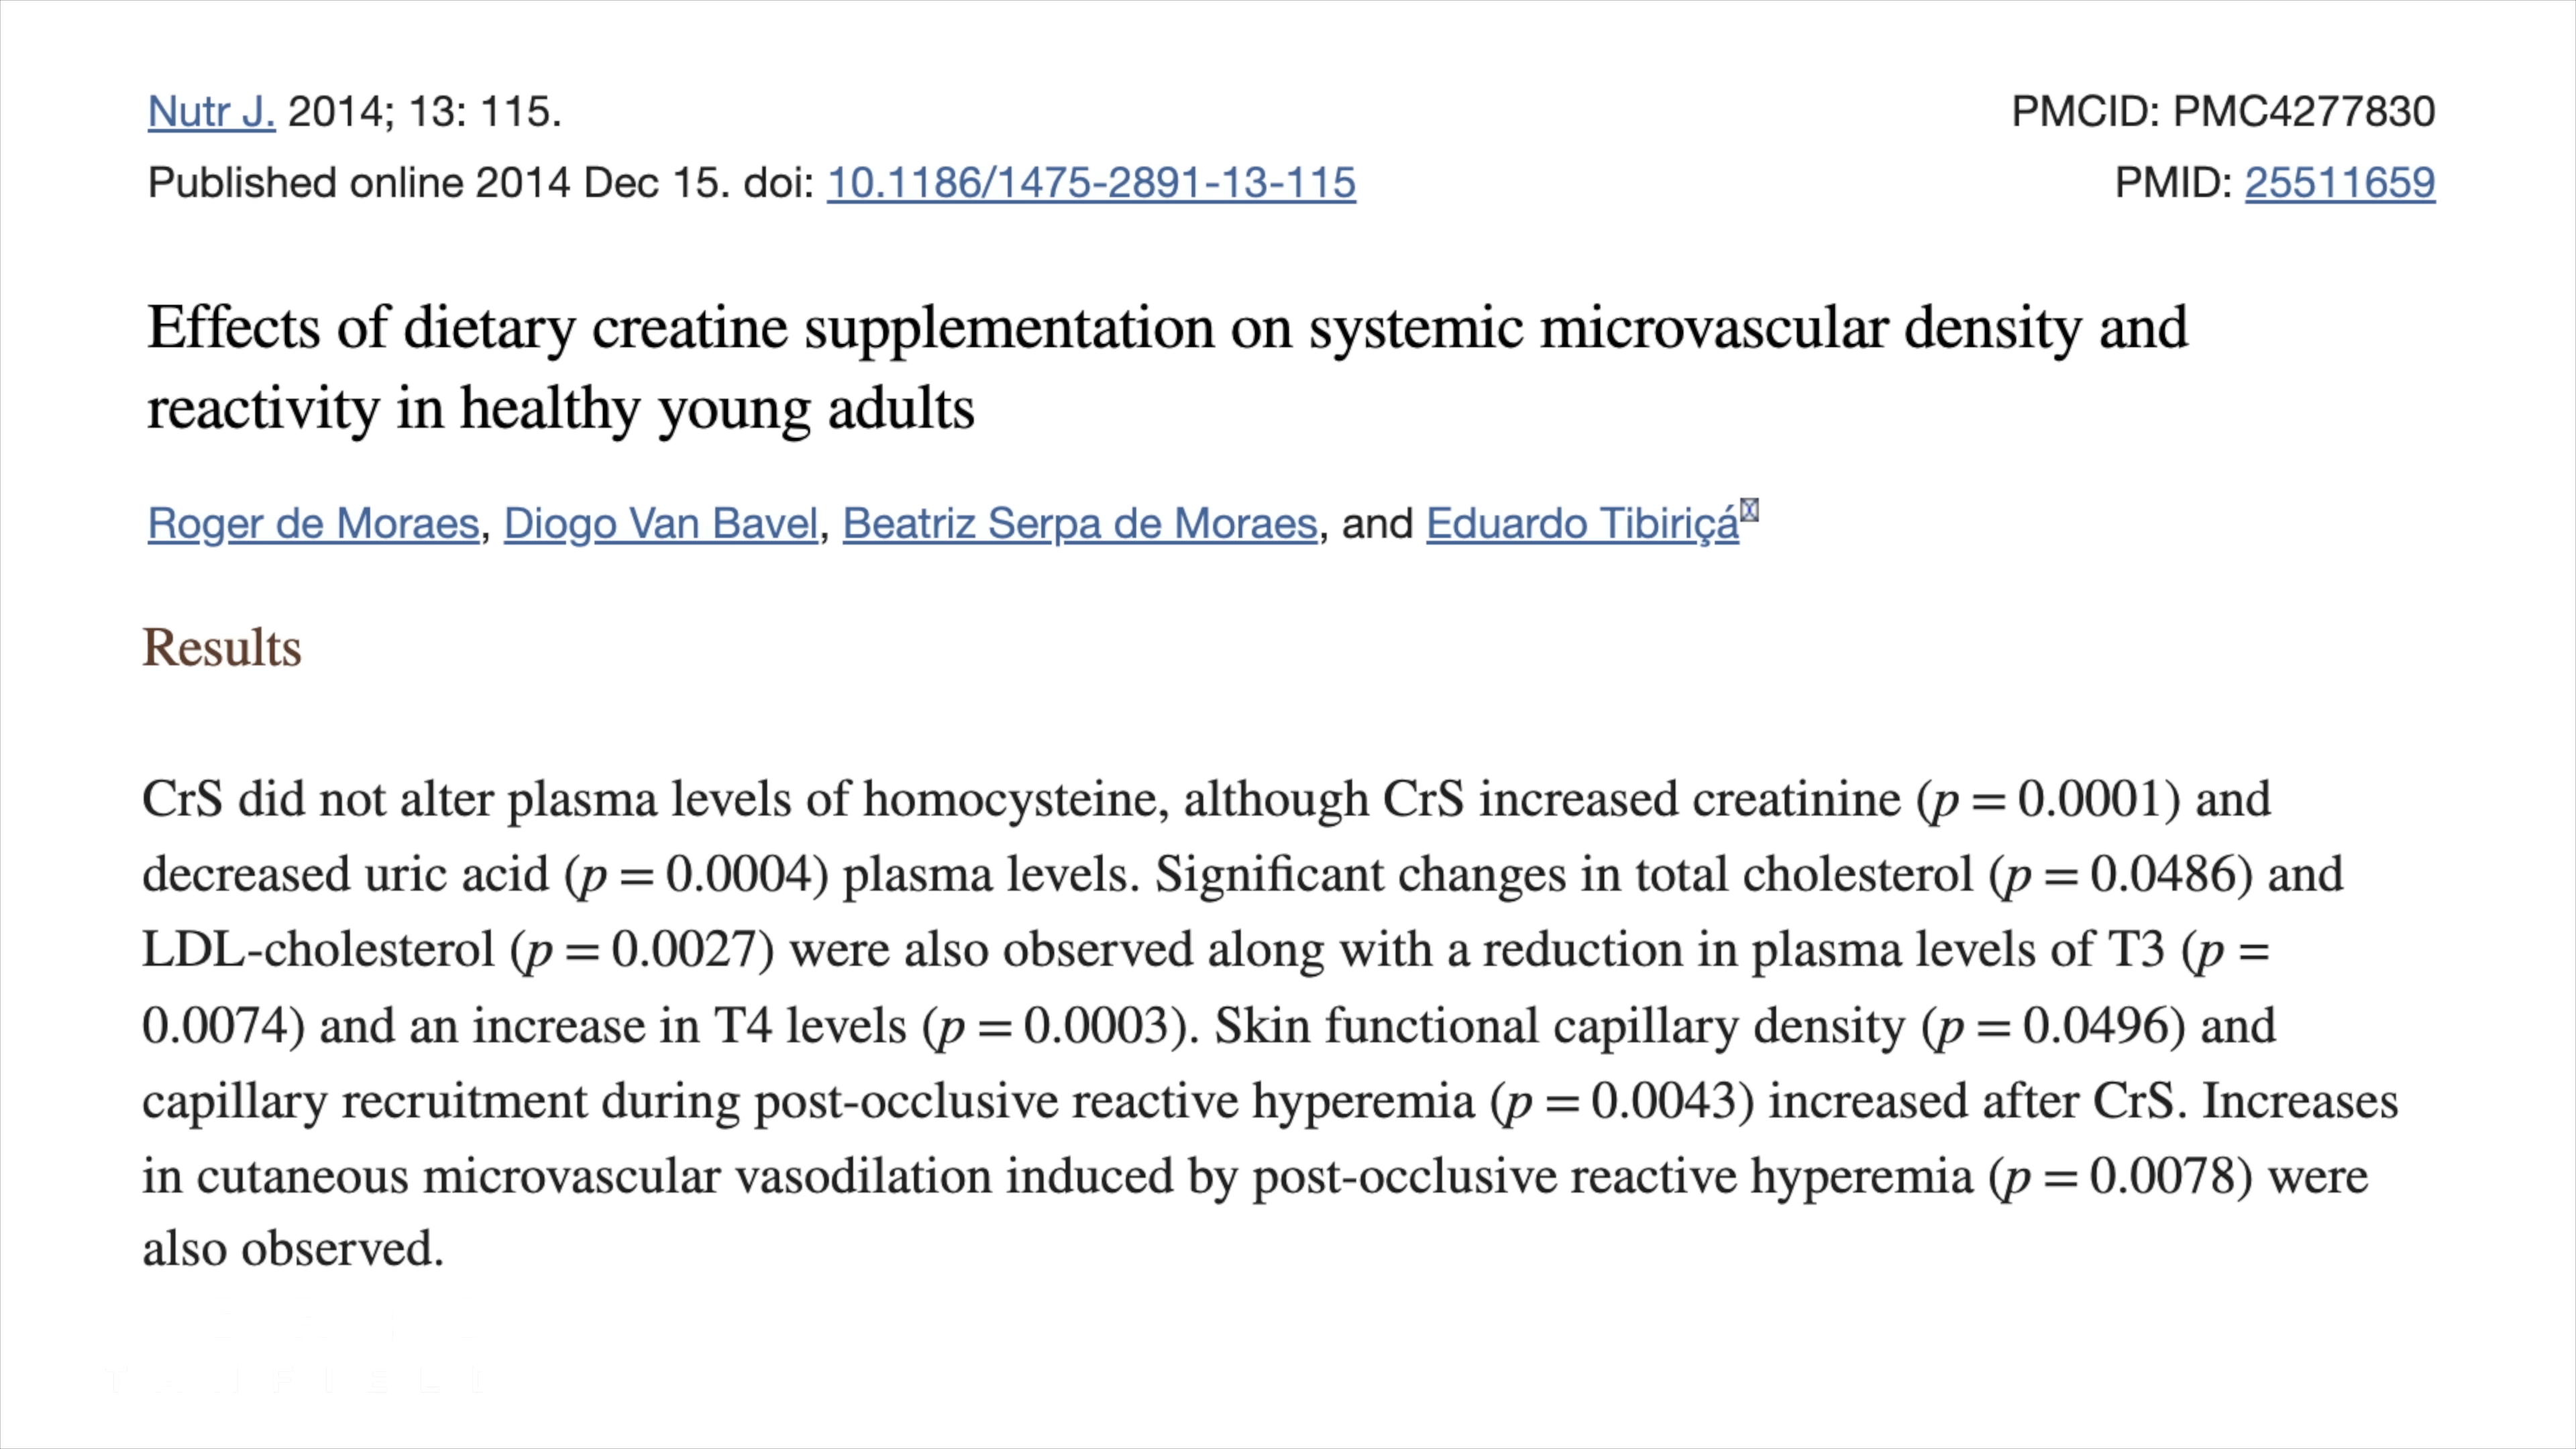 Nutr J. 2014; 13: 115.
PMCID: PMC4277830
Published online 2014 Dec 15. doi: 10.1186/1475-2891-13-115
PMID: 25511659
Effects of dietary creatine supplementation on systemic microvascular density and
reactivity in healthy young adults
Roger de Moraes, Diogo Van Bavel, Beatriz Serpa de Moraes, and Eduardo Tibiriçá
Results
CrS did not alter plasma levels of homocysteine, although CrS increased creatinine (p = 0.0001) and
decreased uric acid (p = 0.0004) plasma levels. Significant changes in total cholesterol (p = 0.0486) and
LDL-cholesterol (p = 0.0027) were also observed along with a reduction in plasma levels of T3 (p =
0.0074) and an increase in T4 levels (p = 0.0003). Skin functional capillary density (p = 0.0496) and
capillary recruitment during post-occlusive reactive hyperemia (p = 0.0043) increased after CrS. Increases
in cutaneous microvascular vasodilation induced by post-occlusive reactive hyperemia (p = 0.0078) were
also observed.